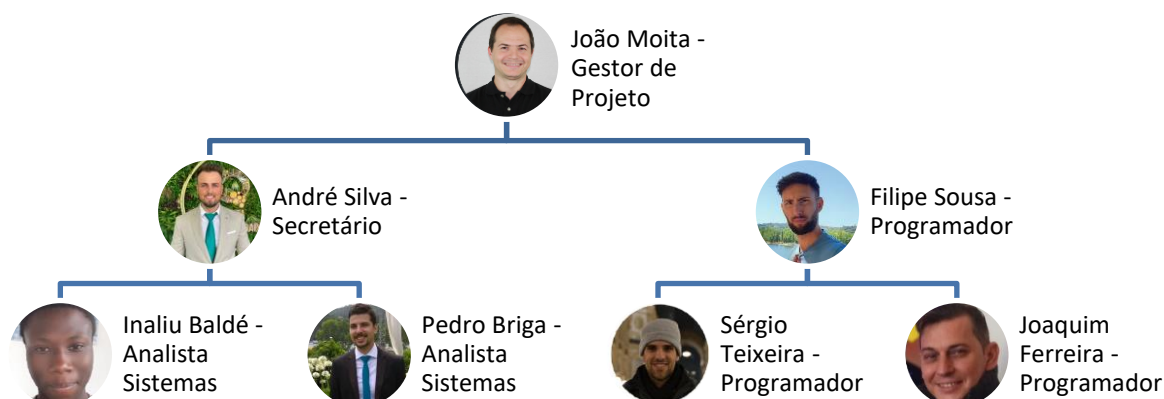 João Moita -
Gestor de
Projeto
André Silva -
Secretário
Filipe Sousa -
Programador
Inaliu Baldé -
Analista
Sistemas
Pedro Briga -
Analista
Sistemas
Sérgio
Teixeira -
Programador
Joaquim
Ferreira -
Programador